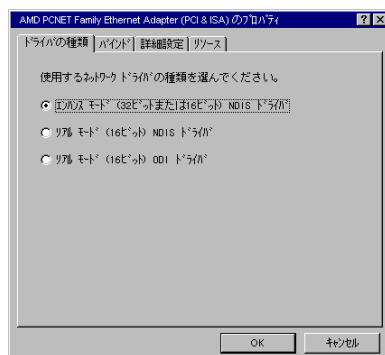 AMD PCNET Family Ethernet Adapter (PCI & ISA) のﾌﾟﾛﾊﾟﾃｨ
ﾄﾞﾗｲﾊﾞの種類
ﾊﾞｲﾝﾄﾞ
詳細設定
ﾘｿｰｽ
使用するﾈｯﾄﾜｰｸ ﾄﾞﾗｲﾊﾞの種類を選んでください。
ｴﾝﾊﾝｽ ﾓｰﾄﾞ (32ﾋﾞｯﾄまたは16ﾋﾞｯﾄ) NDIS ﾄﾞﾗｲﾊﾞ
ﾘｱﾙ ﾓｰﾄﾞ (16ﾋﾞｯﾄ) NDIS ﾄﾞﾗｲﾊﾞ
ﾘｱﾙ ﾓｰﾄﾞ (16ﾋﾞｯﾄ) ODI ﾄﾞﾗｲﾊﾞ
OK
ｷｬﾝｾﾙ